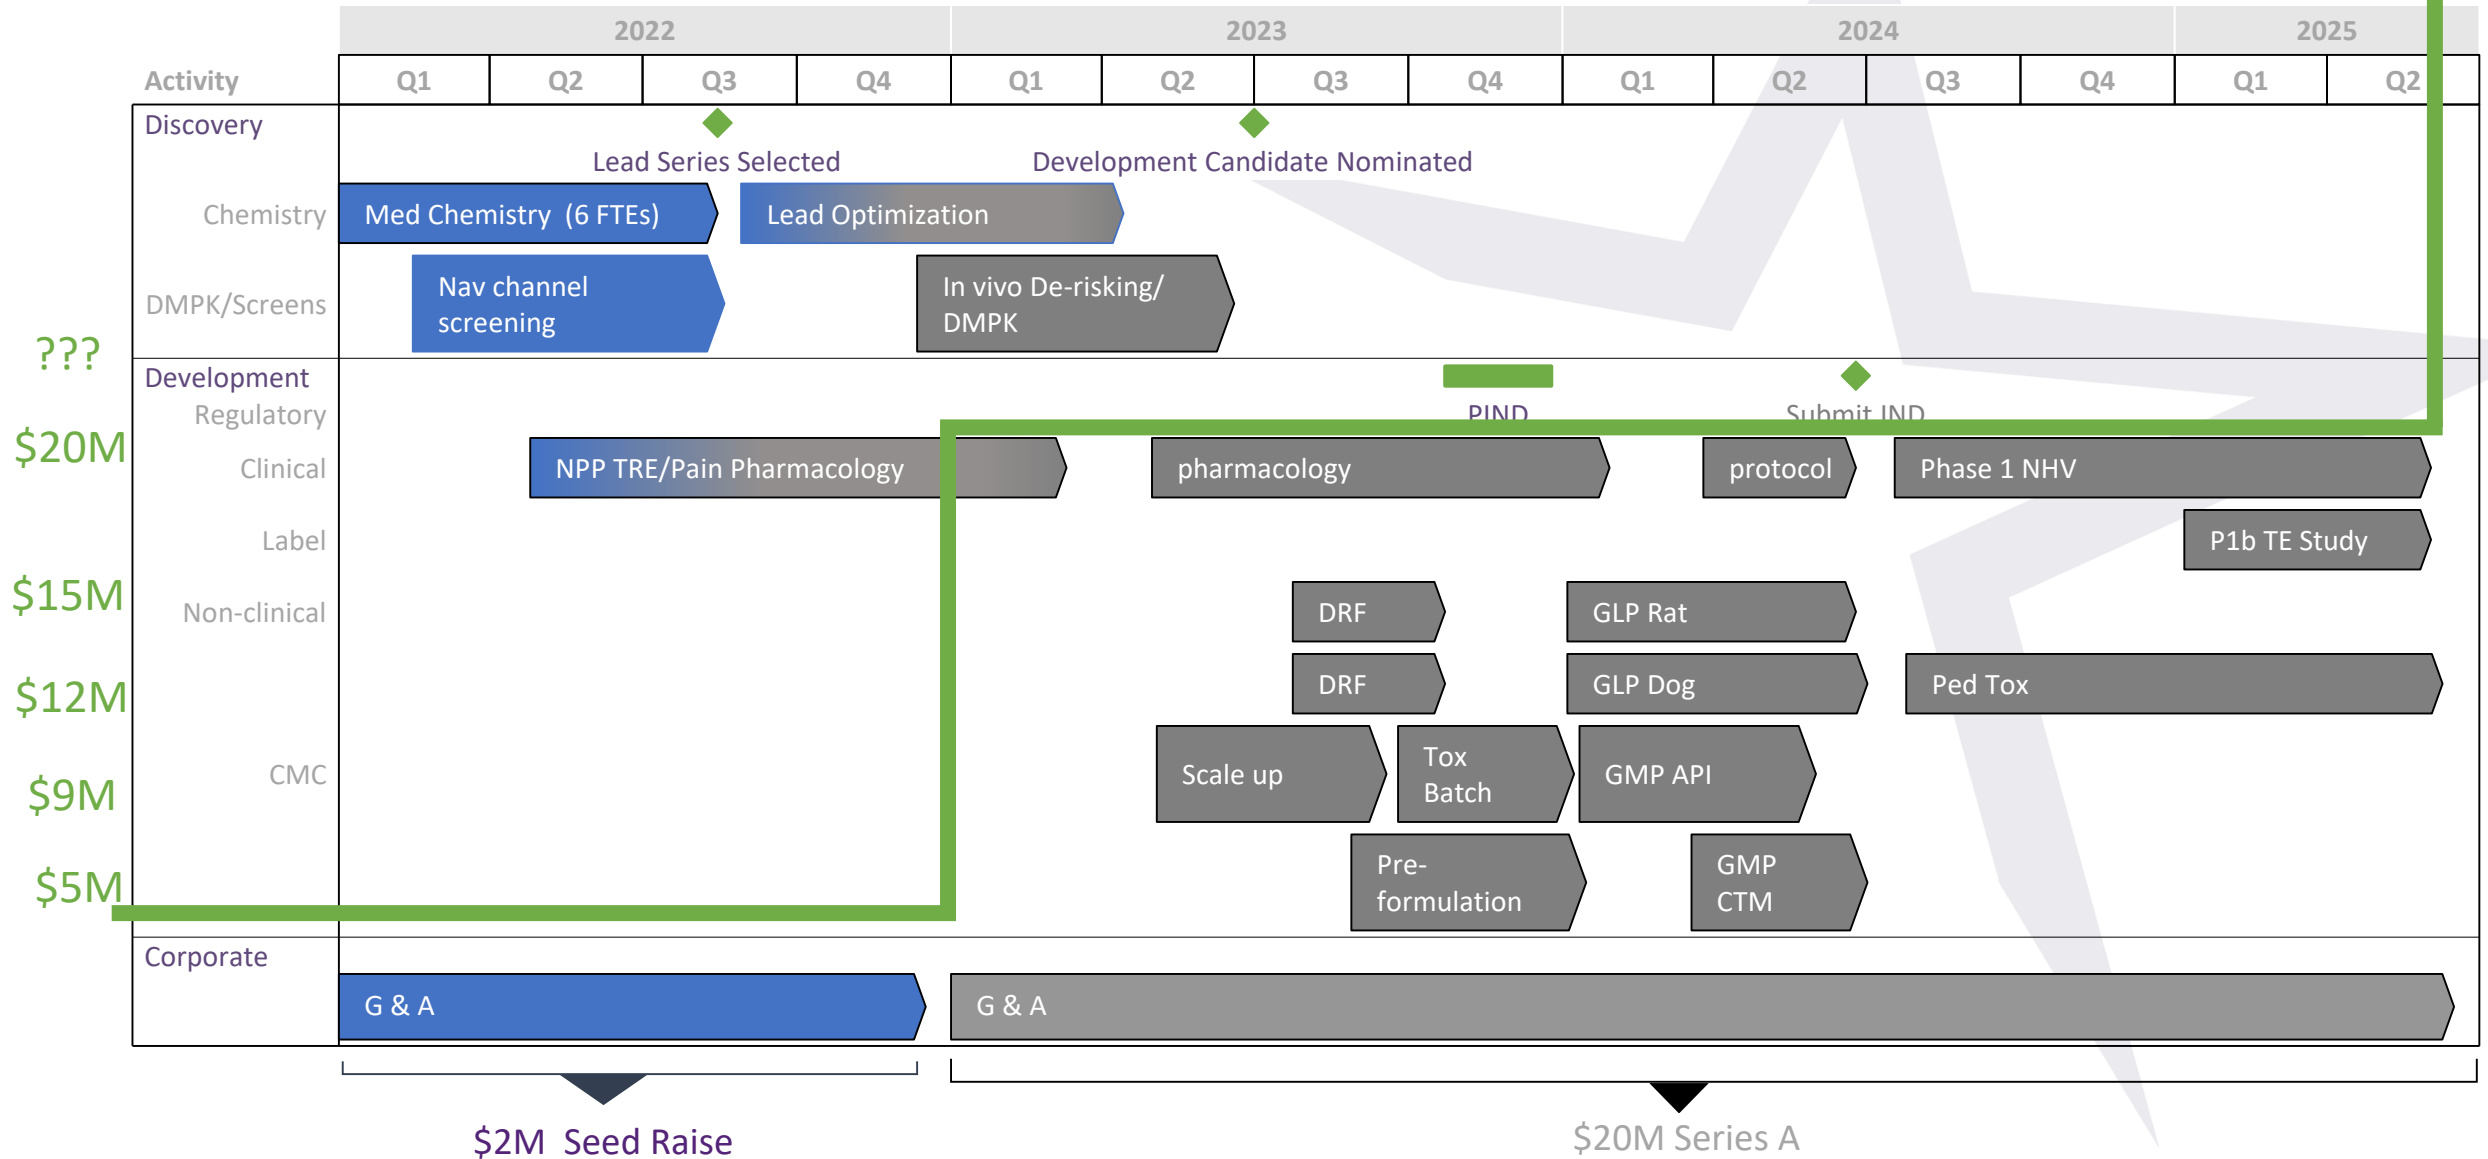 2022 2023 2024 2025
Activity Q1 Q2 Q3 Q4 Q1 Q2 Q3 Q4 Q1 Q2 Q3 Q4 Q1 Q2
Discovery
Lead Series Selected Development Candidate Nominated
Chemistry Med Chemistry (6 FTEs) Lead Optimization
DMPK/Screens Nav channel
screening
In vivo De-risking/
DMPK
???
Development
Regulatory PIND Submit IND
$20M
Clinical NPP TRE/Pain Pharmacology pharmacology protocol Phase 1 NHV
Label P1b TE Study
$15M
Non-clinical DRF GLP Rat
$12M
DRF GLP Dog Ped Tox
$9M
CMC Scale up Tox
Batch
GMP API
$5M
Pre-
formulation
GMP
CTM
Corporate
G & A G & A
$2M Seed Raise $20M Series A